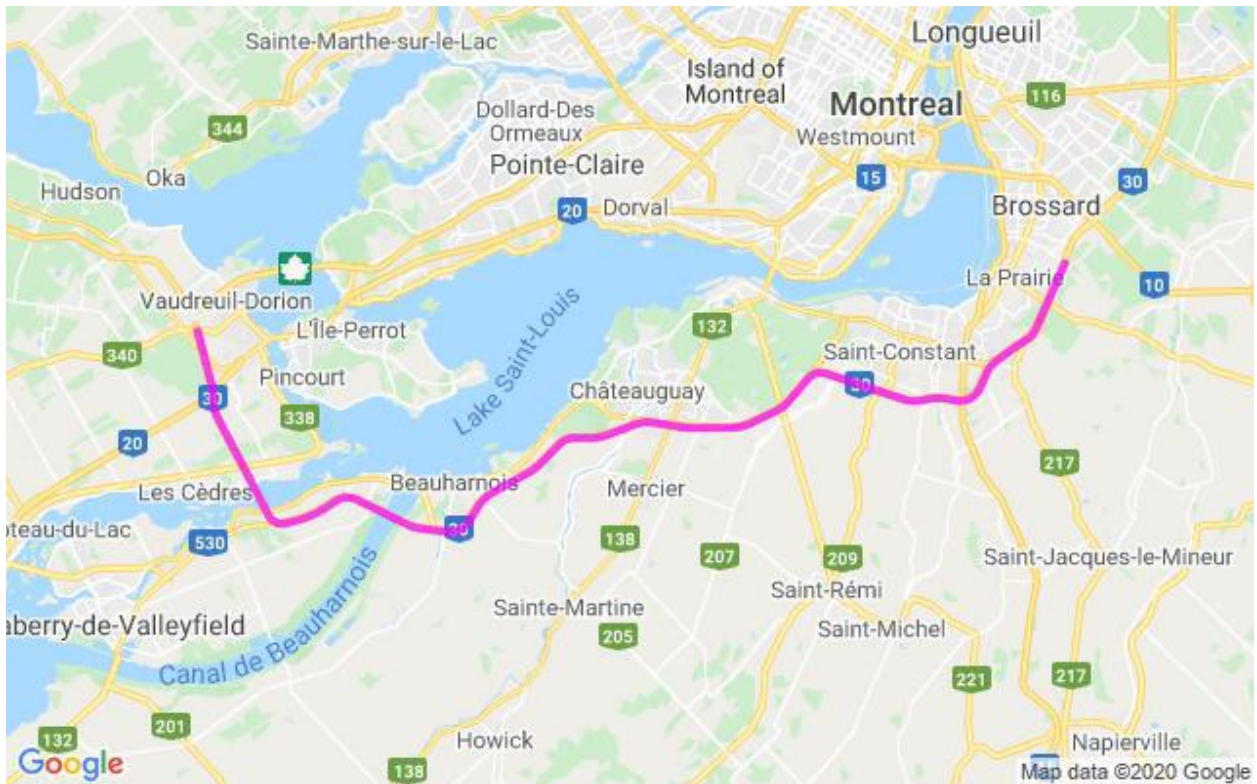 Longueuil
Sainte-Marthe-sur-le-Lac
Island of
Montreal
116
Montreal
Dollard-Des
Ormeaux
344
Westmount
Pointe-Claire
15
Oka
30
Hudson
20
Dorval
Brossard
La Prairie
10
Vaudreuil-Dorion
L'Île-Perrot
132
340
Saint-Constant
Pincourt
Lake Saint-Louis
Châteauguay
30
30
338
20
217
Beauharnois
Les Cèdres
Mercier
oteau-du-Lac
530
30
138
207
209
Saint-Jacques-le-Mineur
Saint-Rémi
Sainte-Martine
aberry-de-Valleyfield
205
Saint-Michel
Canal de Beauharnois
221
217
201
132
Howick
Napierville
Google
138
Map data ©2020 Google